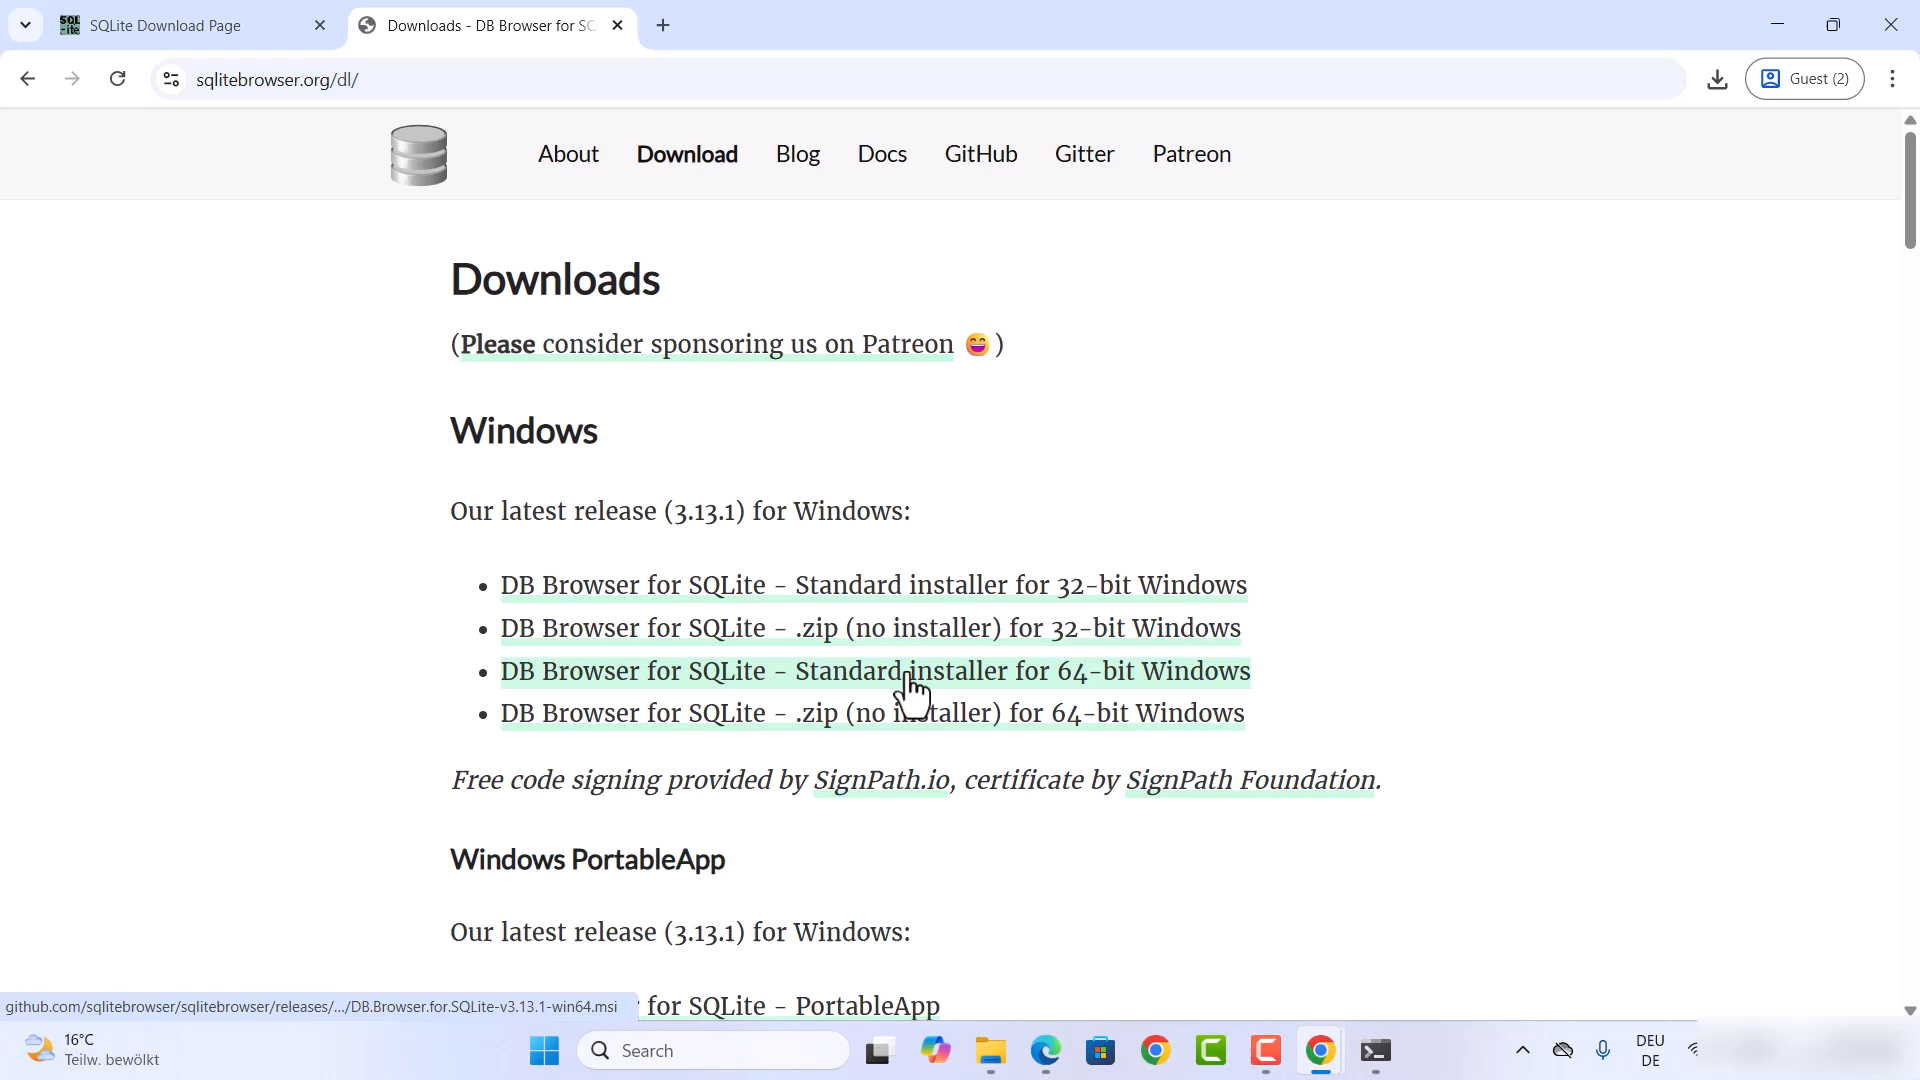 SQLite Download Page
Downloads - DB Browser for SQ
sqlitebrowser.org/dl/
Guest (2)
About Download Blog Docs GitHub Gitter Patreon
Downloads
(Please consider sponsoring us on Patreon 😄 )
Windows
Our latest release (3.13.1) for Windows:
• DB Browser for SQLite - Standard installer for 32-bit Windows
• DB Browser for SQLite - .zip (no installer) for 32-bit Windows
• DB Browser for SQLite - Standard installer for 64-bit Windows
• DB Browser for SQLite - .zip (no installer) for 64-bit Windows
Free code signing provided by SignPath.io, certificate by SignPath Foundation.
Windows PortableApp
Our latest release (3.13.1) for Windows:
for SQLite - PortableApp
github.com/sqlitebrowser/sqlitebrowser/releases/.../DB.Browser.for.SQLite-v3.13.1-win64.msi
16°C
Teilw. bewölkt
Search
DEU
DE